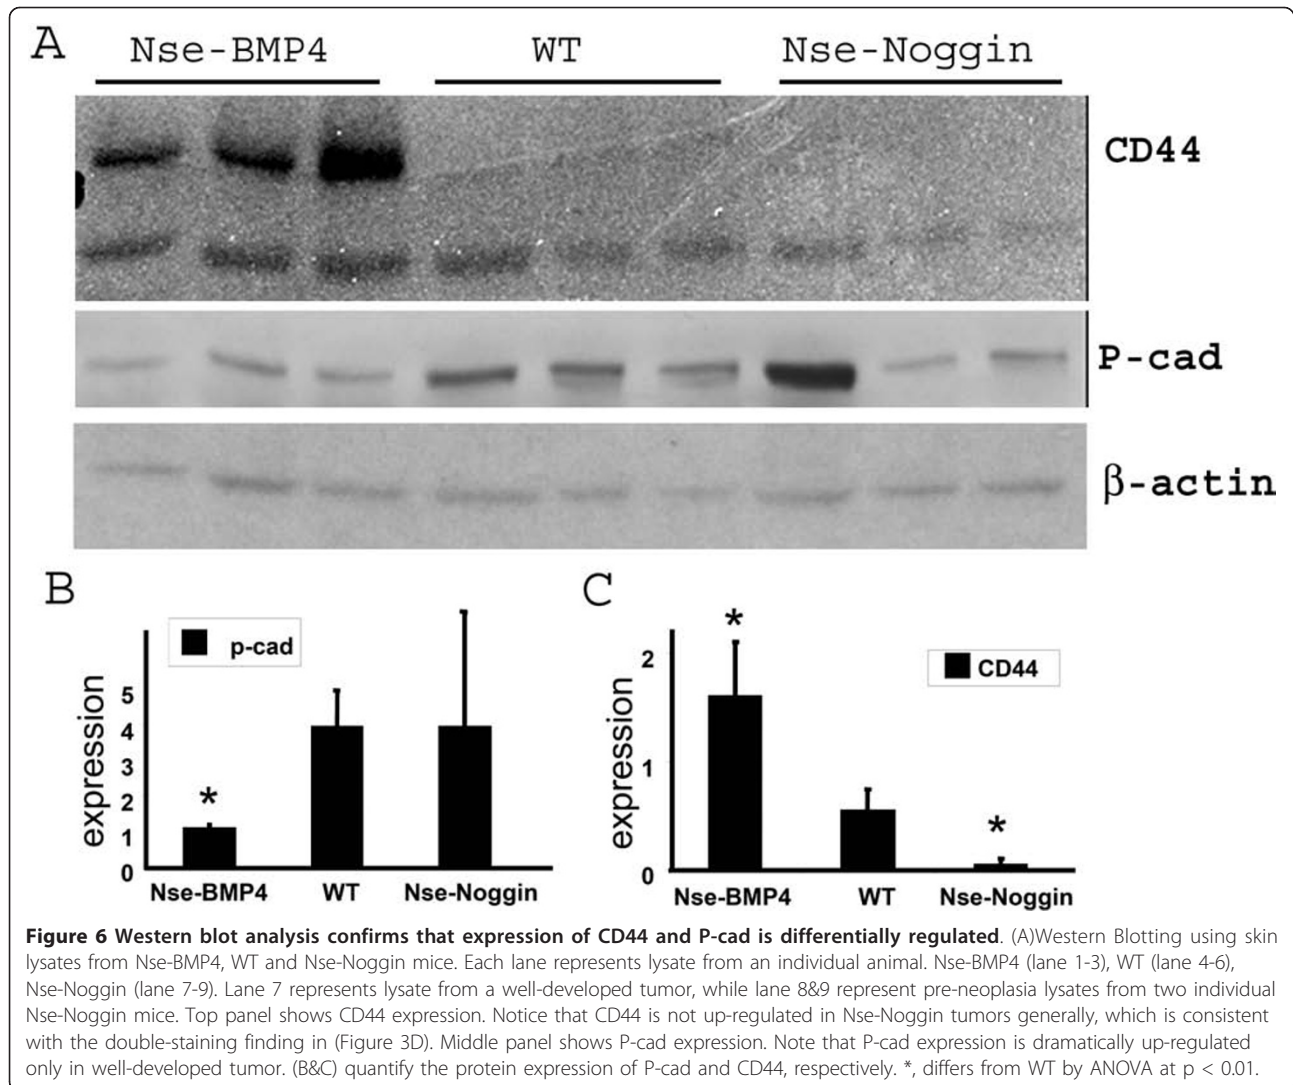 A
Nse-BMP4 WT Nse-Noggin
CD44
P-cad
β-actin
B
p-cad
expression
5
4
3
2
1
0
*
Nse-BMP4 WT Nse-Noggin
C
CD44
expression
2
1
0
*
*
Nse-BMP4 WT Nse-Noggin
Figure 6 Western blot analysis confirms that expression of CD44 and P-cad is differentially regulated. (A)Western Blotting using skin
lysates from Nse-BMP4, WT and Nse-Noggin mice. Each lane represents lysate from an individual animal. Nse-BMP4 (lane 1-3), WT (lane 4-6),
Nse-Noggin (lane 7-9). Lane 7 represents lysate from a well-developed tumor, while lane 8&9 represent pre-neoplasia lysates from two individual
Nse-Noggin mice. Top panel shows CD44 expression. Notice that CD44 is not up-regulated in Nse-Noggin tumors generally, which is consistent
with the double-staining finding in (Figure 3D). Middle panel shows P-cad expression. Note that P-cad expression is dramatically up-regulated
only in well-developed tumor. (B&C) quantify the protein expression of P-cad and CD44, respectively. *, differs from WT by ANOVA at p < 0.01.